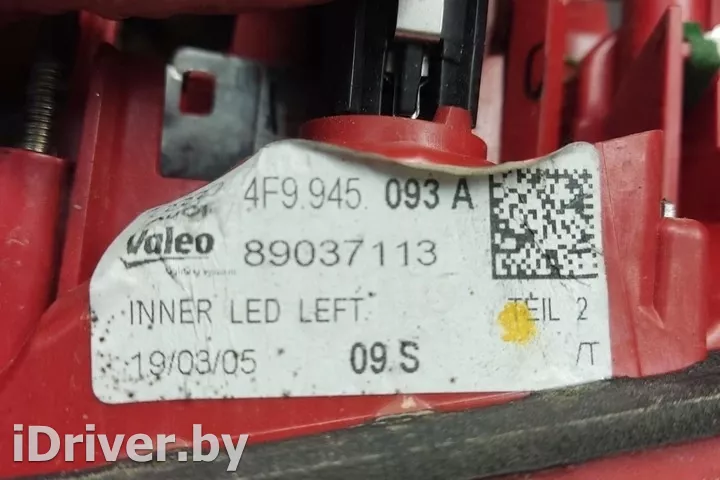 4F9.945. 093 A
Valeo 89037113
INNER LED LEFT TEIL 2
19/03/05 09.S /T
iDriver.by